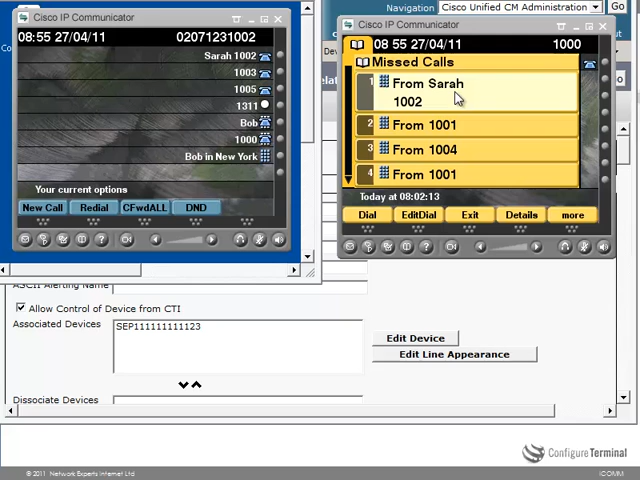 Navigation
Cisco Unified CM Administration
Go
Cisco IP Communicator
08:55 27/04/11
02071231002
Sarah 1002
1003
1005
1311
Bob
1000
Bob in New York
Your current options
New Call
Redial
CFwdALL
DND
Cisco IP Communicator
08 55 27/04/11
1000
Missed Calls
1
From Sarah
1002
2
From 1001
3
From 1004
4
From 1001
Today at 08:02:13
Dial
EditDial
Exit
Details
more
ASCII Alerting Name
Allow Control of Device from CTI
Associated Devices
SEP111111111123
Edit Device
Edit Line Appearance
Dissociate Devices
ConfigureTerminal
© 2011 Network Experts Internet Ltd
ICOMM